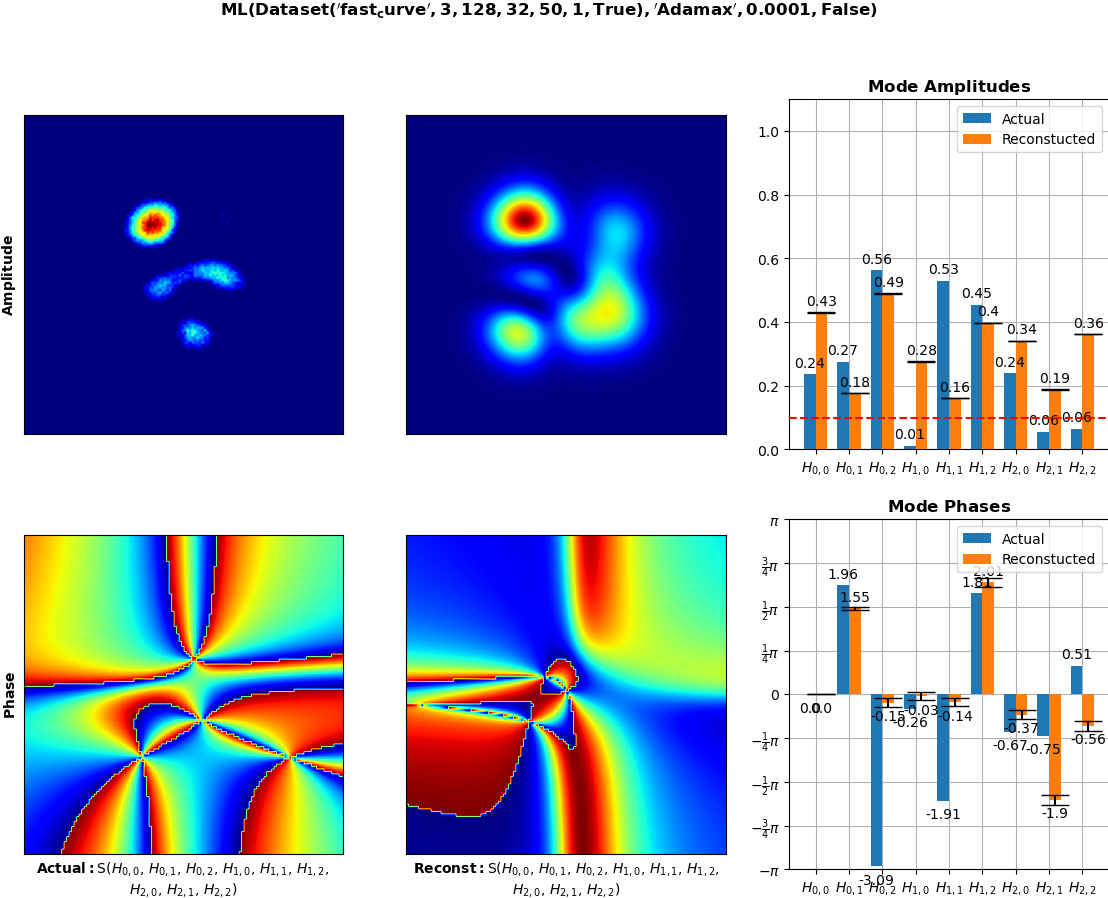 ML(Dataset('fast_curve', 3, 128, 32, 50, 1, True), 'Adamax', 0.0001, False)
Amplitude
Mode Amplitudes
Actual
Reconstucted
1.0
0.8
0.6
0.4
0.2
0.0
0.24 0.43 0.27 0.18 0.56 0.49 0.01 0.28 0.53 0.16 0.45 0.4 0.24 0.34 0.06 0.19 0.06 0.36
H0,0 H0,1 H0,2 H1,0 H1,1 H1,2 H2,0 H2,1 H2,2
Phase
Mode Phases
Actual
Reconstucted
π
3/4π
1/2π
1/4π
0
−1/4π
−1/2π
−3/4π
−π
0.0 0.0 1.96 1.55 -3.09 -0.15 -0.26 -0.03 -1.91 -0.14 1.81 2.01 -0.67 -0.37 -0.75 -1.9 0.51 -0.56
H0,0 H0,1 H0,2 H1,0 H1,1 H1,2 H2,0 H2,1 H2,2
Actual: S(H0,0, H0,1, H0,2, H1,0, H1,1, H1,2,
H2,0, H2,1, H2,2)
Reconst: S(H0,0, H0,1, H0,2, H1,0, H1,1, H1,2,
H2,0, H2,1, H2,2)